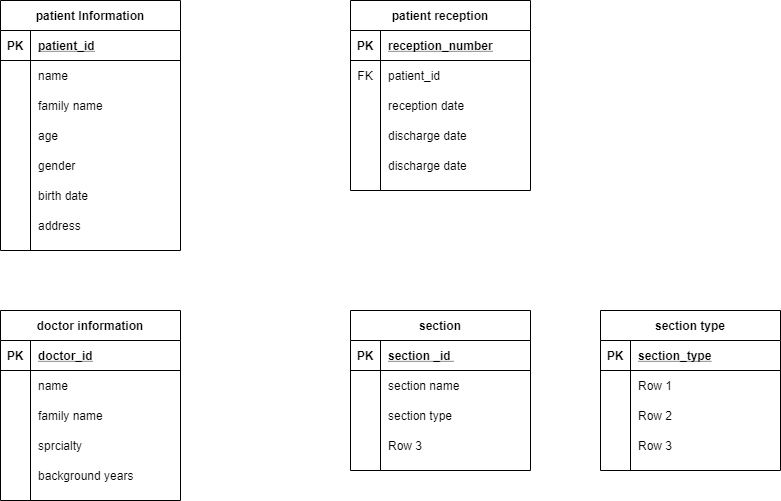 patient Information
PK patient_id
name
family name
age
gender
birth date
address
patient reception
PK reception_number
FK patient_id
reception date
discharge date
discharge date
doctor information
PK doctor_id
name
family name
sprcialty
background years
section
PK section _id
section name
section type
Row 3
section type
PK section_type
Row 1
Row 2
Row 3